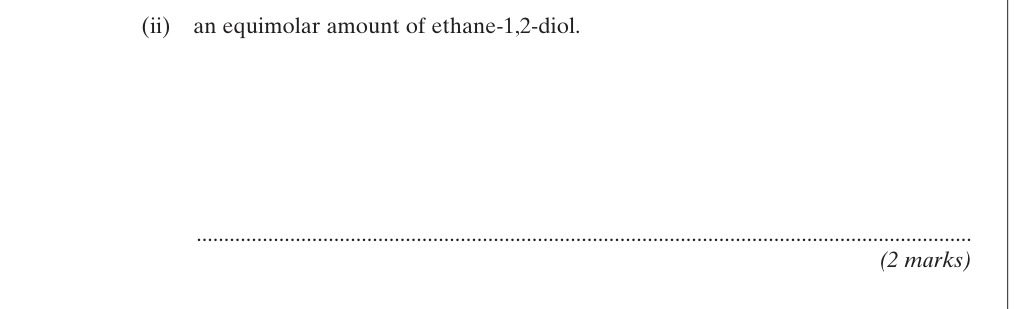 (ii) an equimolar amount of ethane-1,2-diol.
(2 marks)